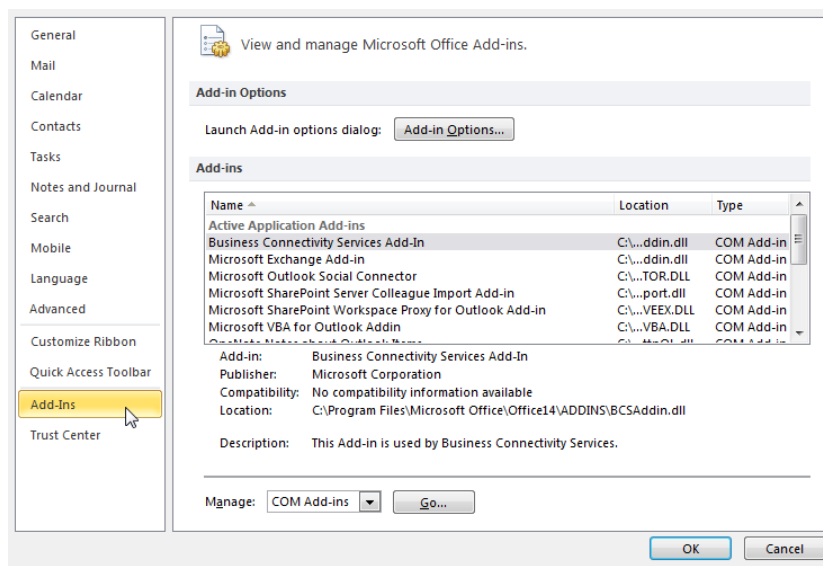 General
Mail
Calendar
Contacts
Tasks
Notes and Journal
Search
Mobile
Language
Advanced
Customize Ribbon
Quick Access Toolbar
Add-Ins
Trust Center
View and manage Microsoft Office Add-ins.
Add-in Options
Launch Add-in options dialog: Add-in Options...
Add-ins
Name Location Type
Active Application Add-ins
Business Connectivity Services Add-In C:\...ddin.dll COM Add-in
Microsoft Exchange Add-in C:\...ddin.dll COM Add-in
Microsoft Outlook Social Connector C:\...TOR.DLL COM Add-in
Microsoft SharePoint Server Colleague Import Add-in C:\...port.dll COM Add-in
Microsoft SharePoint Workspace Proxy for Outlook Add-in C:\...VEEX.DLL COM Add-in
Microsoft VBA for Outlook Addin C:\...VBA.DLL COM Add-in
OneNote Notes about Outlook Items COM Add-in
Add-in: Business Connectivity Services Add-In
Publisher: Microsoft Corporation
Compatibility: No compatibility information available
Location: C:\Program Files\Microsoft Office\Office14\ADDINS\BCSAddin.dll
Description: This Add-in is used by Business Connectivity Services.
Manage: COM Add-ins Go...
OK Cancel